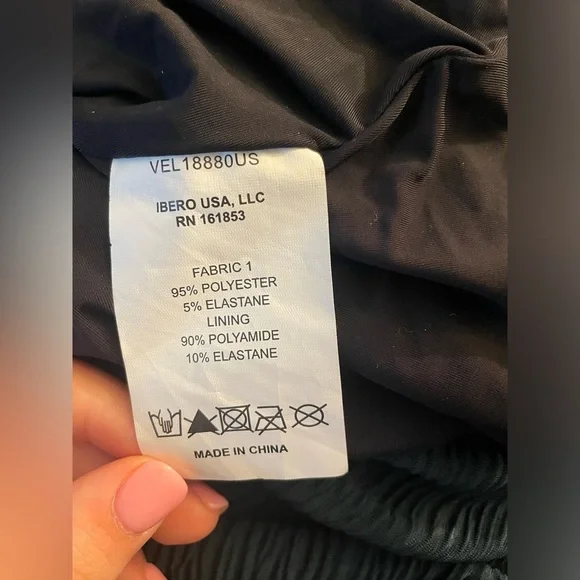 VEL18880US
IBERO USA, LLC
RN 161853
FABRIC 1
95% POLYESTER
5% ELASTANE
LINING
90% POLYAMIDE
10% ELASTANE
MADE IN CHINA